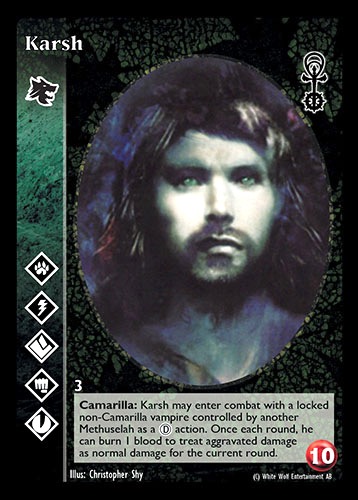 Karsh
3
Camarilla: Karsh may enter combat with a locked
non-Camarilla vampire controlled by another
Methuselah as a Ⓓ action. Once each round, he
can burn 1 blood to treat aggravated damage
as normal damage for the current round.
10
Illus: Christopher Shy
(C) White Wolf Entertainment AB